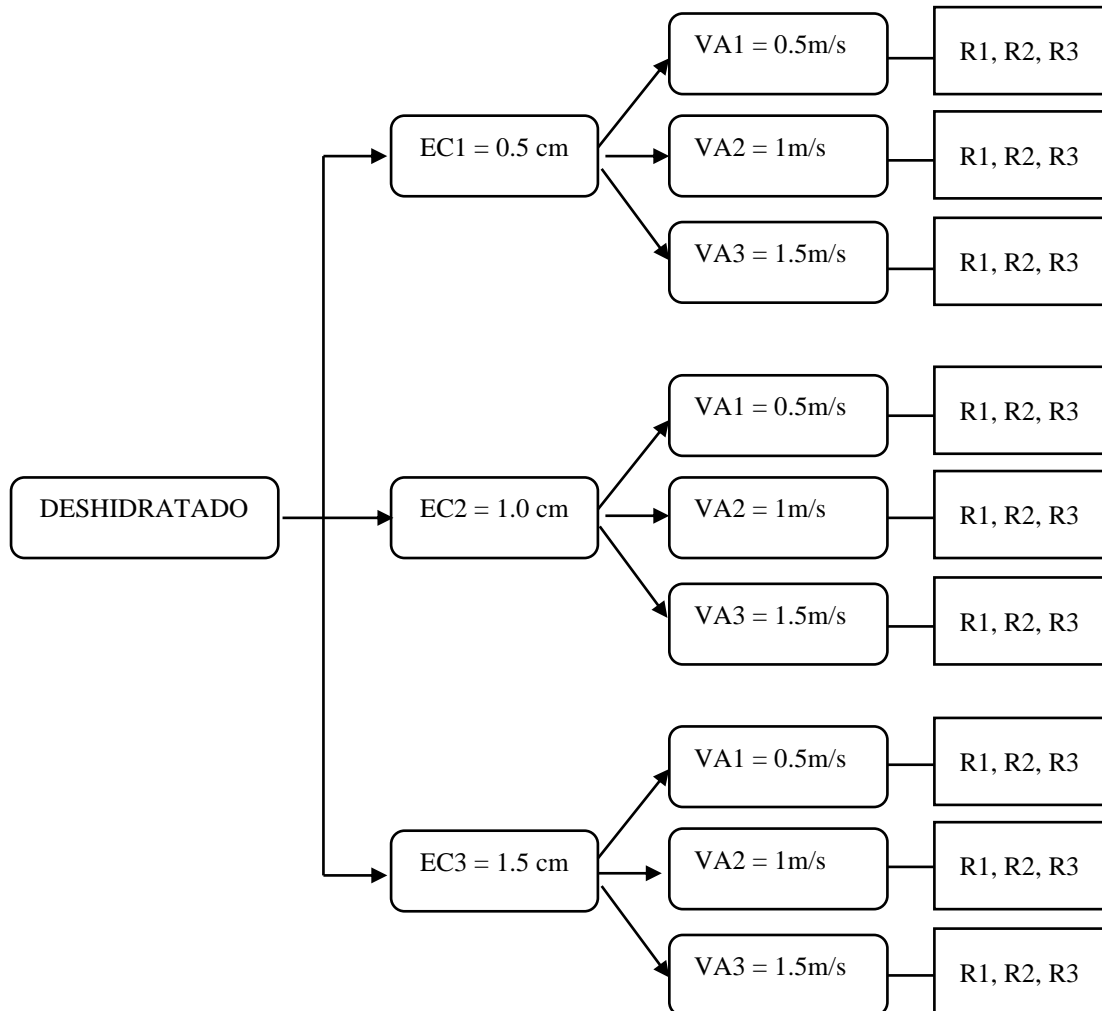 VA1 = 0.5m/s
R1, R2, R3
EC1 = 0.5 cm
VA2 = 1m/s
R1, R2, R3
VA3 = 1.5m/s
R1, R2, R3
VA1 = 0.5m/s
R1, R2, R3
DESHIDRATADO
EC2 = 1.0 cm
VA2 = 1m/s
R1, R2, R3
VA3 = 1.5m/s
R1, R2, R3
VA1 = 0.5m/s
R1, R2, R3
EC3 = 1.5 cm
VA2 = 1m/s
R1, R2, R3
VA3 = 1.5m/s
R1, R2, R3